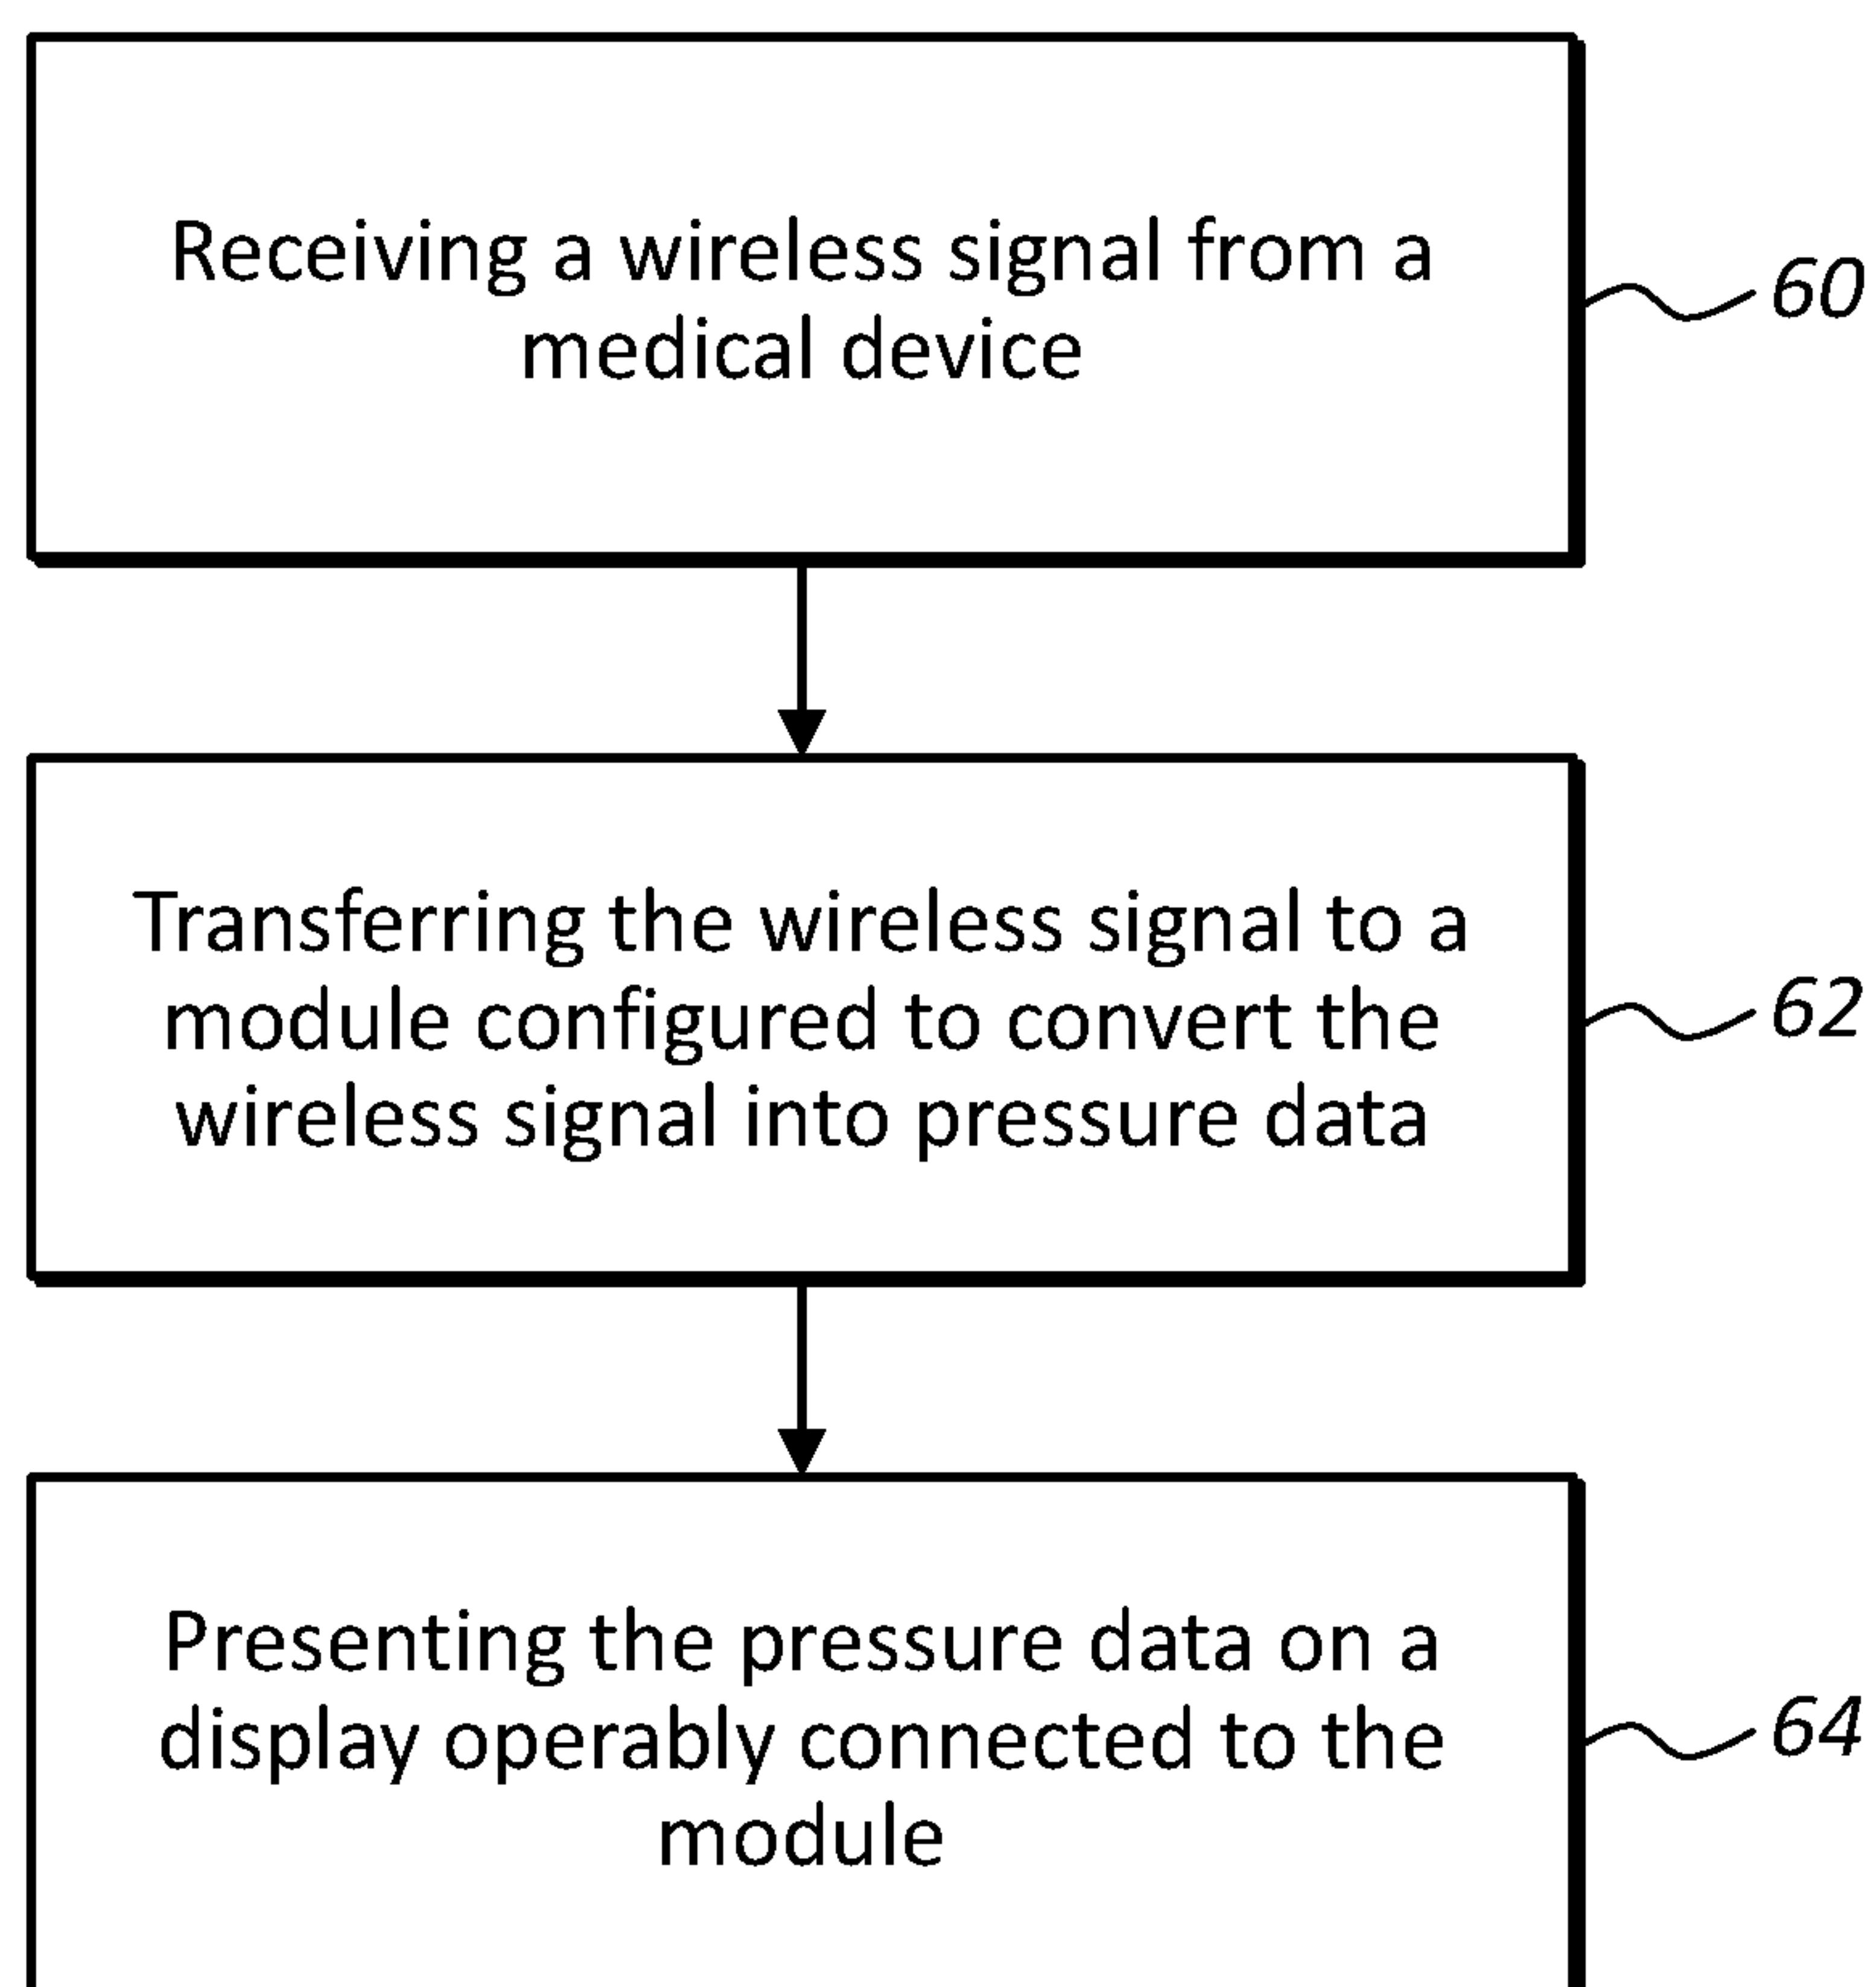 Receiving a wireless signal from a
medical device
60
Transferring the wireless signal to a
module configured to convert the
wireless signal into pressure data
62
Presenting the pressure data on a
display operably connected to the
module
64